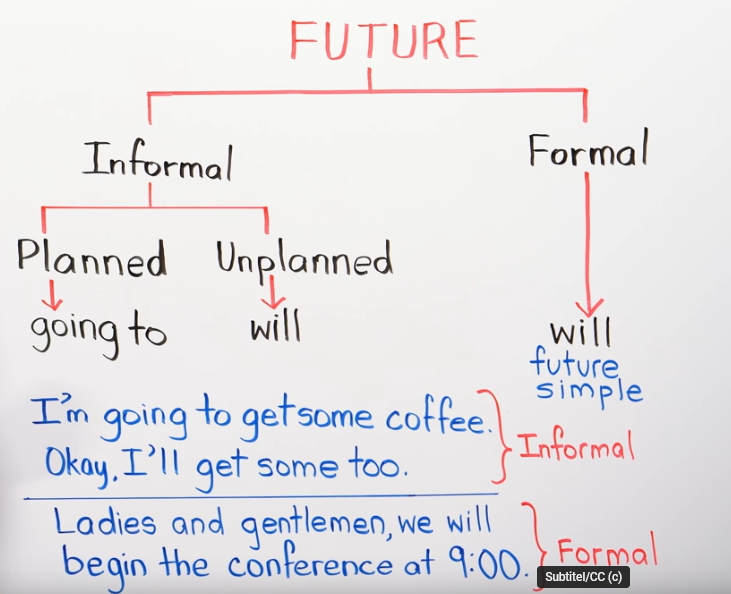 FUTURE
Informal
Formal
Planned
Unplanned
going to
will
will
future
simple
I'm going to get some coffee.
Okay, I'll get some too.
Informal
Ladies and gentlemen, we will
begin the conference at 9:00.
Formal
Subtitel/CC (c)